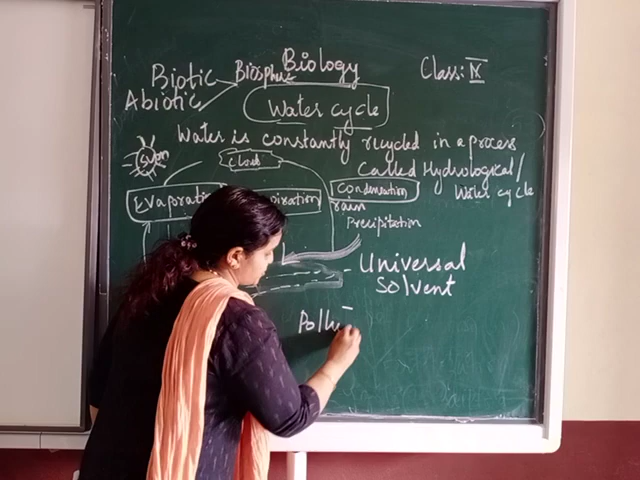 Biology
Class: IX
Biotic
Biosphere
Abiotic
Water cycle
Water is constantly recycled in a process
called Hydrological/
Water cycle
Sun
Cloud
Condensation
rain
Precipitation
Universal
Solvent
Pollu